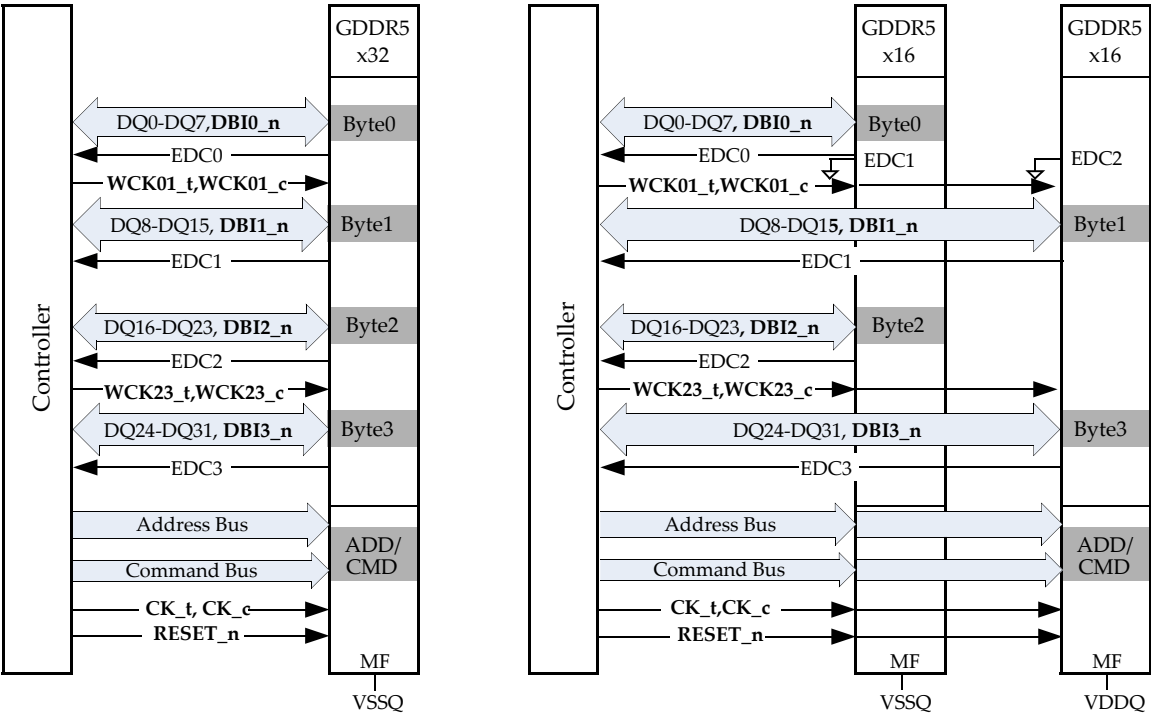 GDDR5
x32
DQ0-DQ7,DBI0_n
Byte0
EDC0
WCK01_t,WCK01_c
DQ8-DQ15, DBI1_n
Byte1
EDC1
DQ16-DQ23, DBI2_n
Byte2
EDC2
WCK23_t,WCK23_c
DQ24-DQ31, DBI3_n
Byte3
EDC3
Controller
Address Bus
ADD/
CMD
Command Bus
CK_t, CK_c
RESET_n
MF
VSSQ
GDDR5
x16
GDDR5
x16
DQ0-DQ7, DBI0_n
Byte0
EDC0
EDC1
EDC2
WCK01_t,WCK01_c
DQ8-DQ15, DBI1_n
Byte1
EDC1
DQ16-DQ23, DBI2_n
Byte2
EDC2
WCK23_t,WCK23_c
DQ24-DQ31, DBI3_n
Byte3
EDC3
Controller
Address Bus
ADD/
CMD
Command Bus
CK_t,CK_c
RESET_n
MF
MF
VSSQ
VDDQ